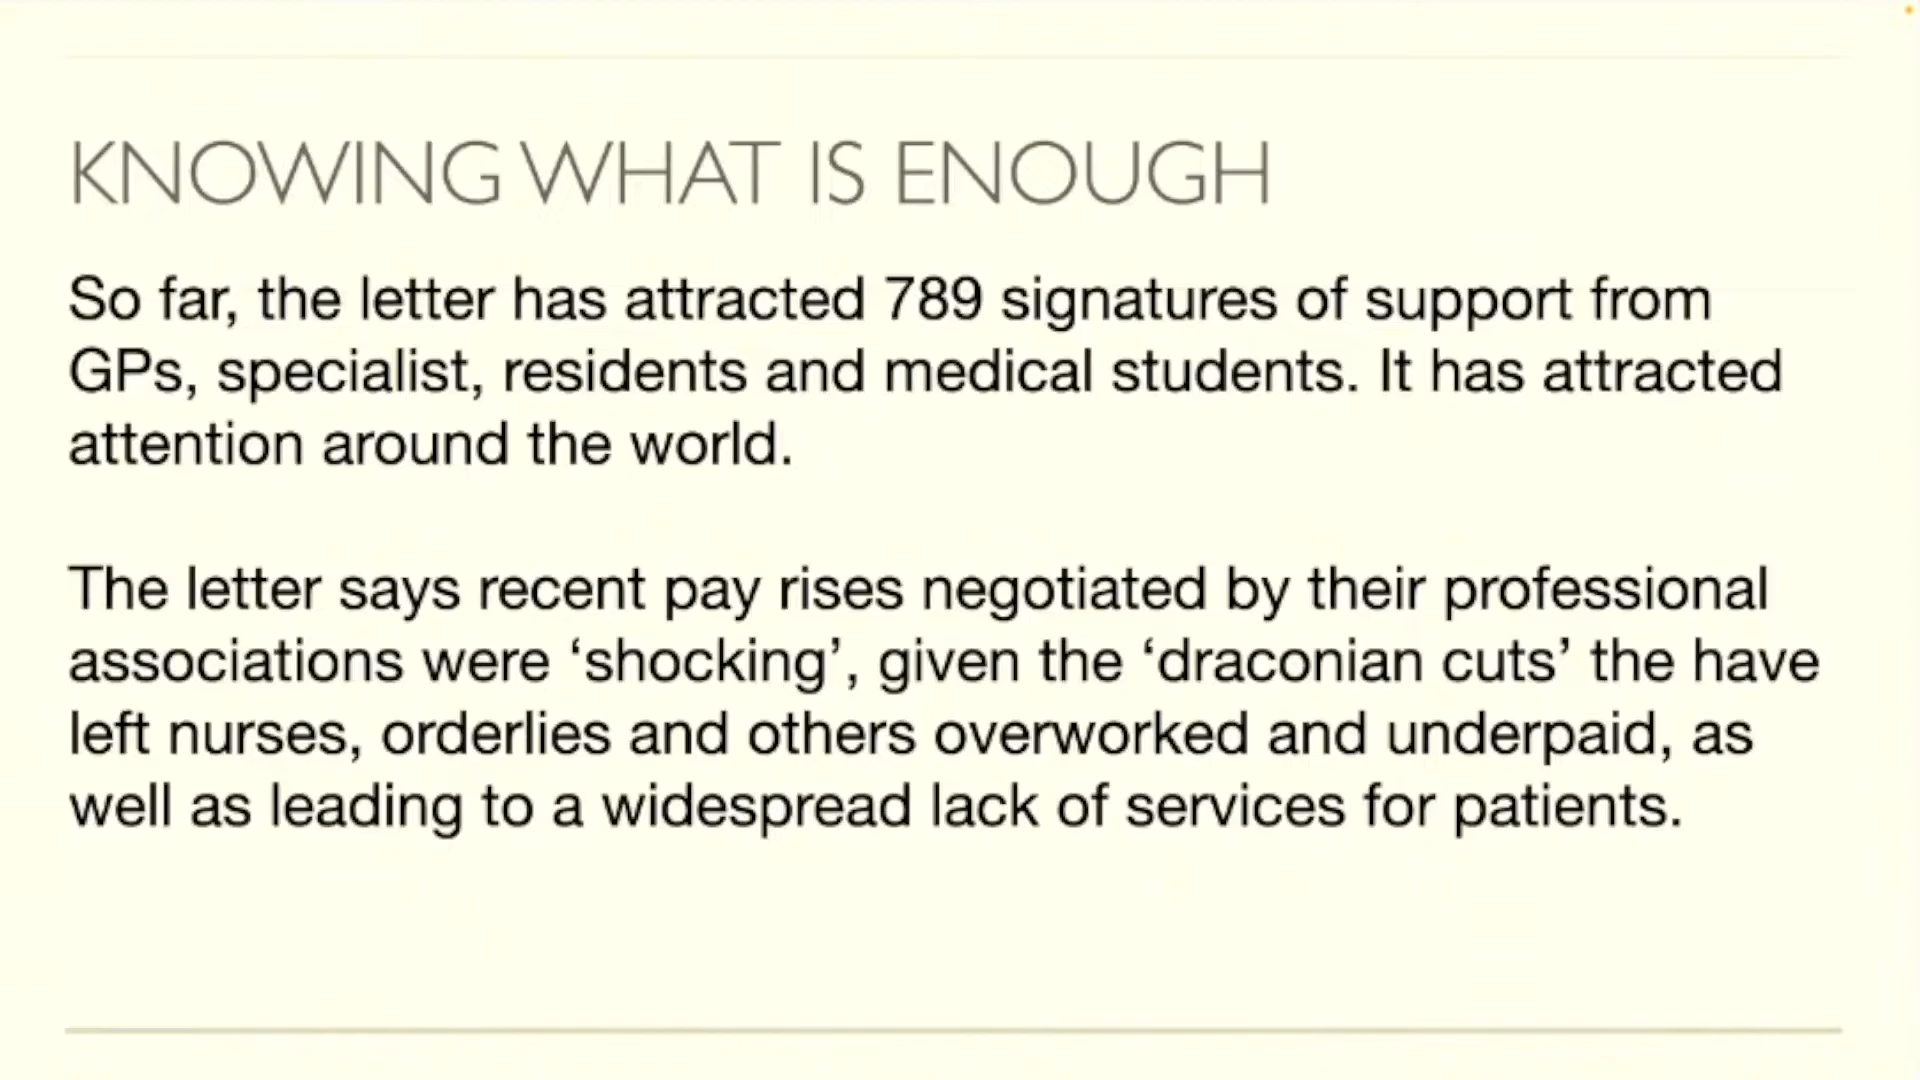 KNOWING WHAT IS ENOUGH
So far, the letter has attracted 789 signatures of support from
GPs, specialist, residents and medical students. It has attracted
attention around the world.
The letter says recent pay rises negotiated by their professional
associations were ‘shocking’, given the ‘draconian cuts’ the have
left nurses, orderlies and others overworked and underpaid, as
well as leading to a widespread lack of services for patients.